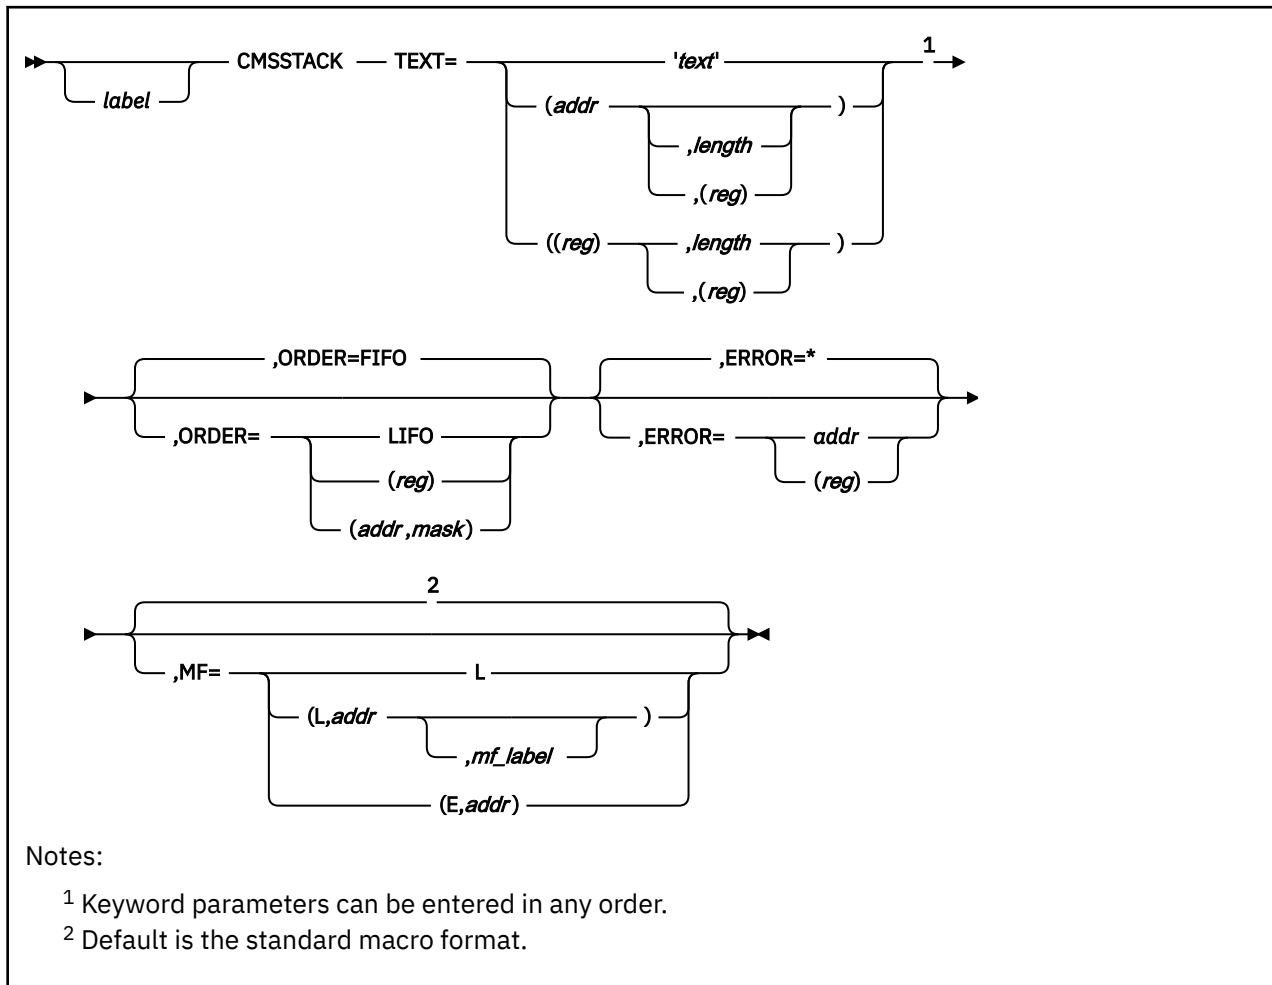 1
CMSSTACK TEXT= 'text'
label
(addr )
,length
,(reg)
((reg) ,length )
,(reg)
,ORDER=FIFO ,ERROR=*
,ORDER= LIFO ,ERROR= addr
(reg) (reg)
(addr ,mask)
2
,MF= L
(L,addr )
,mf_label
(E,addr)
Notes:
1 Keyword parameters can be entered in any order.
2 Default is the standard macro format.